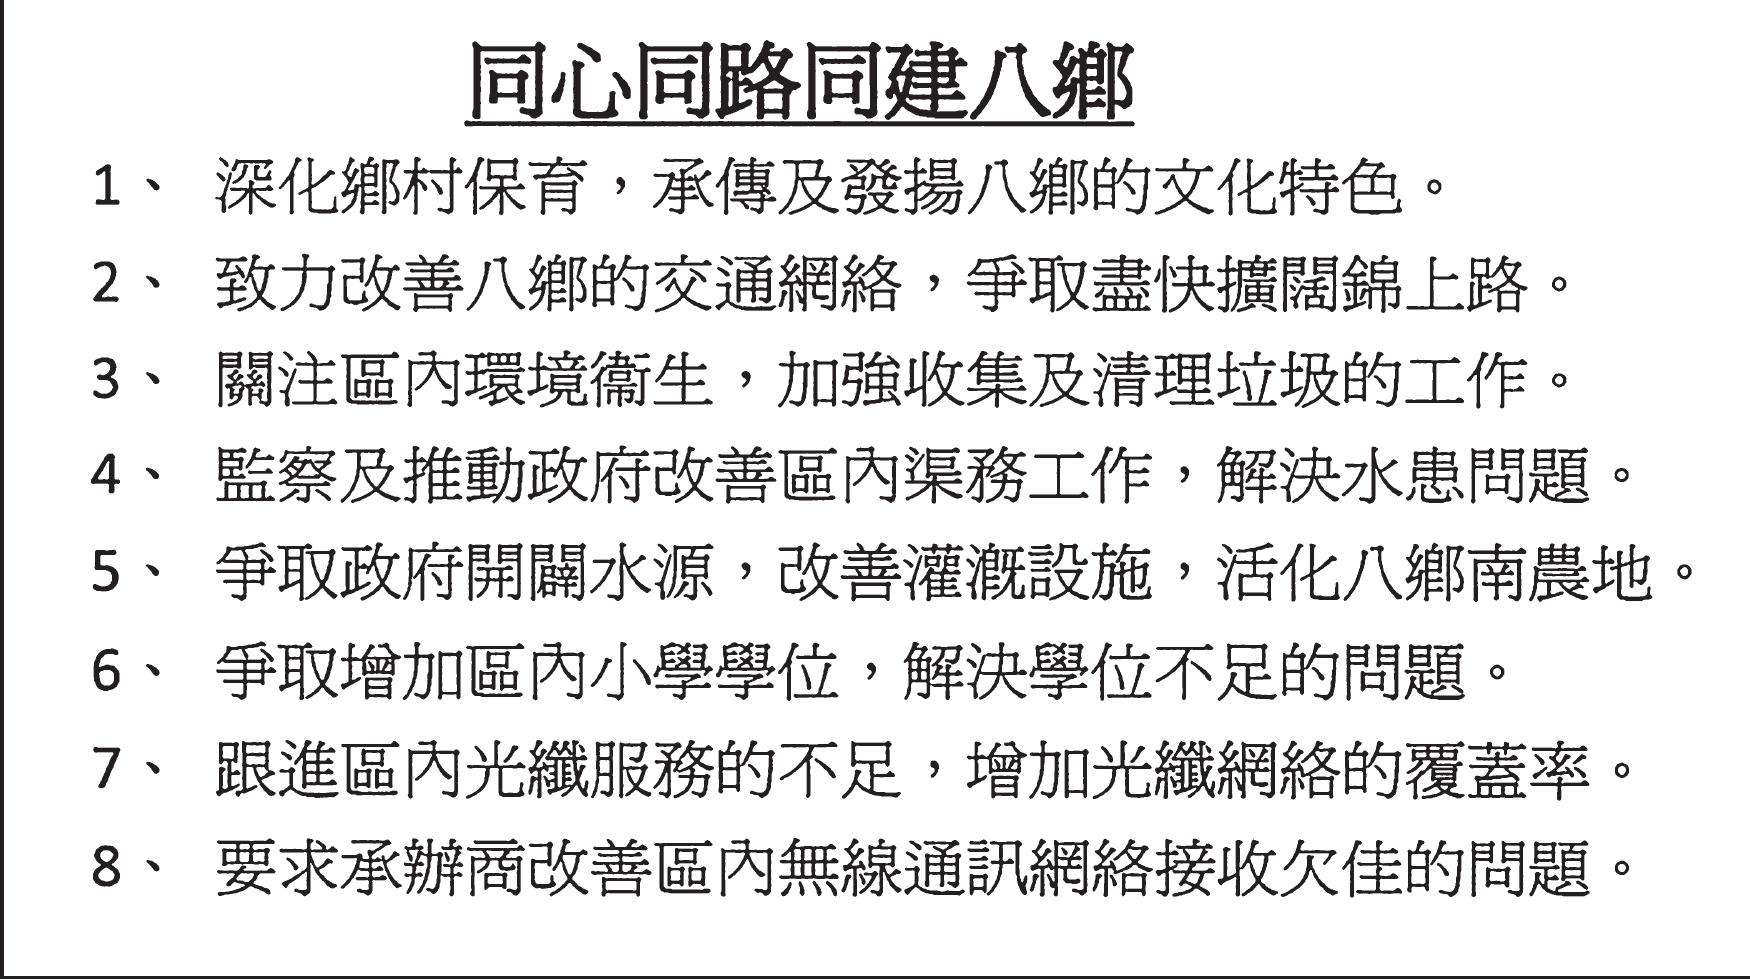 同心同路同建八鄉
1、 深化鄉村保育，承傳及發揚八鄉的文化特色。
2、 致力改善八鄉的交通網絡，爭取盡快擴闊錦上路。
3、 關注區內環境衞生，加強收集及清理垃圾的工作。
4、 監察及推動政府改善區內渠務工作，解決水患問題。
5、 爭取政府開闢水源，改善灌溉設施，活化八鄉南農地。
6、 爭取增加區內小學學位，解決學位不足的問題。
7、 跟進區內光纖服務的不足，增加光纖網絡的覆蓋率。
8、 要求承辦商改善區內無線通訊網絡接收欠佳的問題。